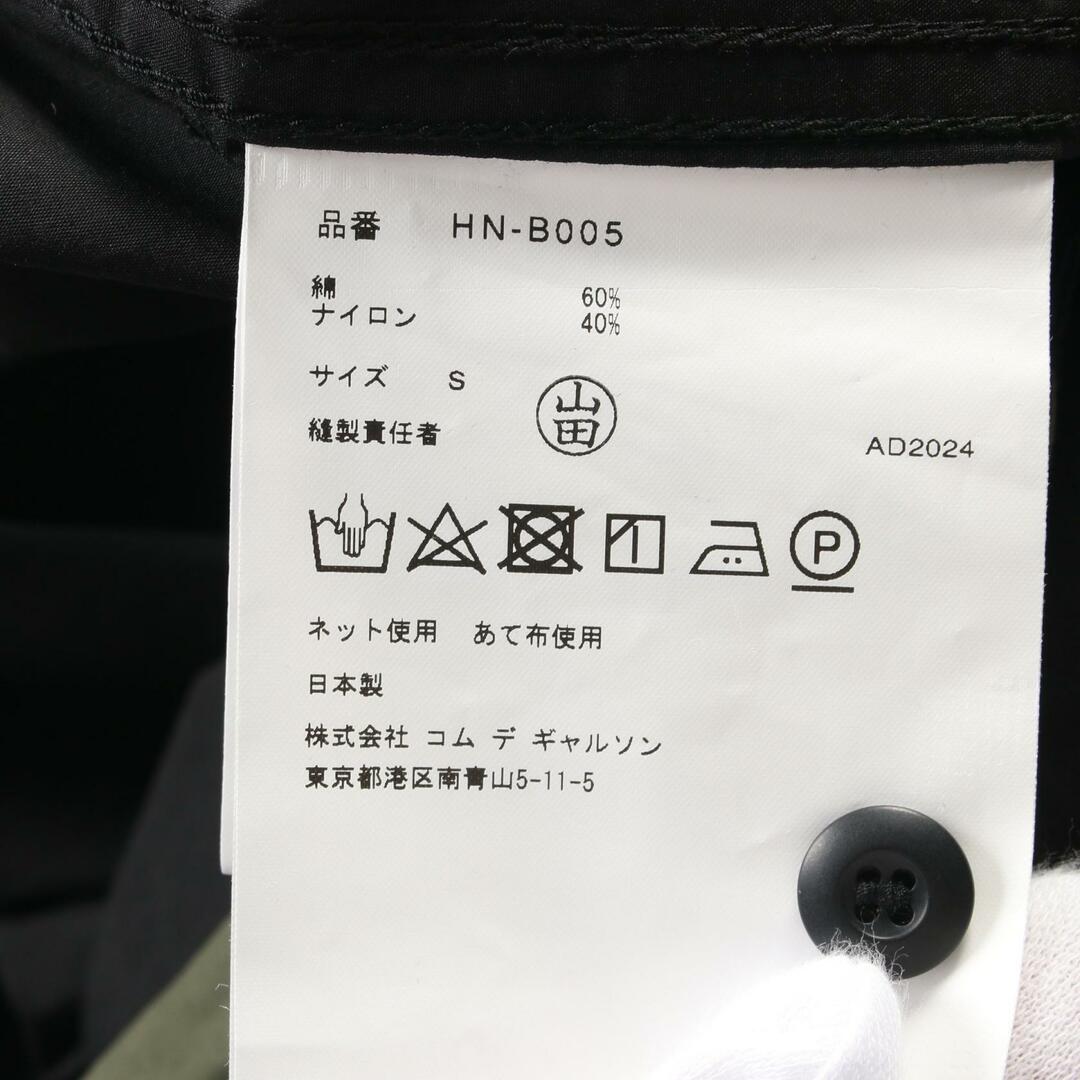 品番 HN-B005
綿 60%
ナイロン 40%
サイズ S
山田
縫製責任者
AD2024
P
ネット使用 あて布使用
日本製
株式会社 コム デ ギャルソン
東京都港区南青山5-11-5